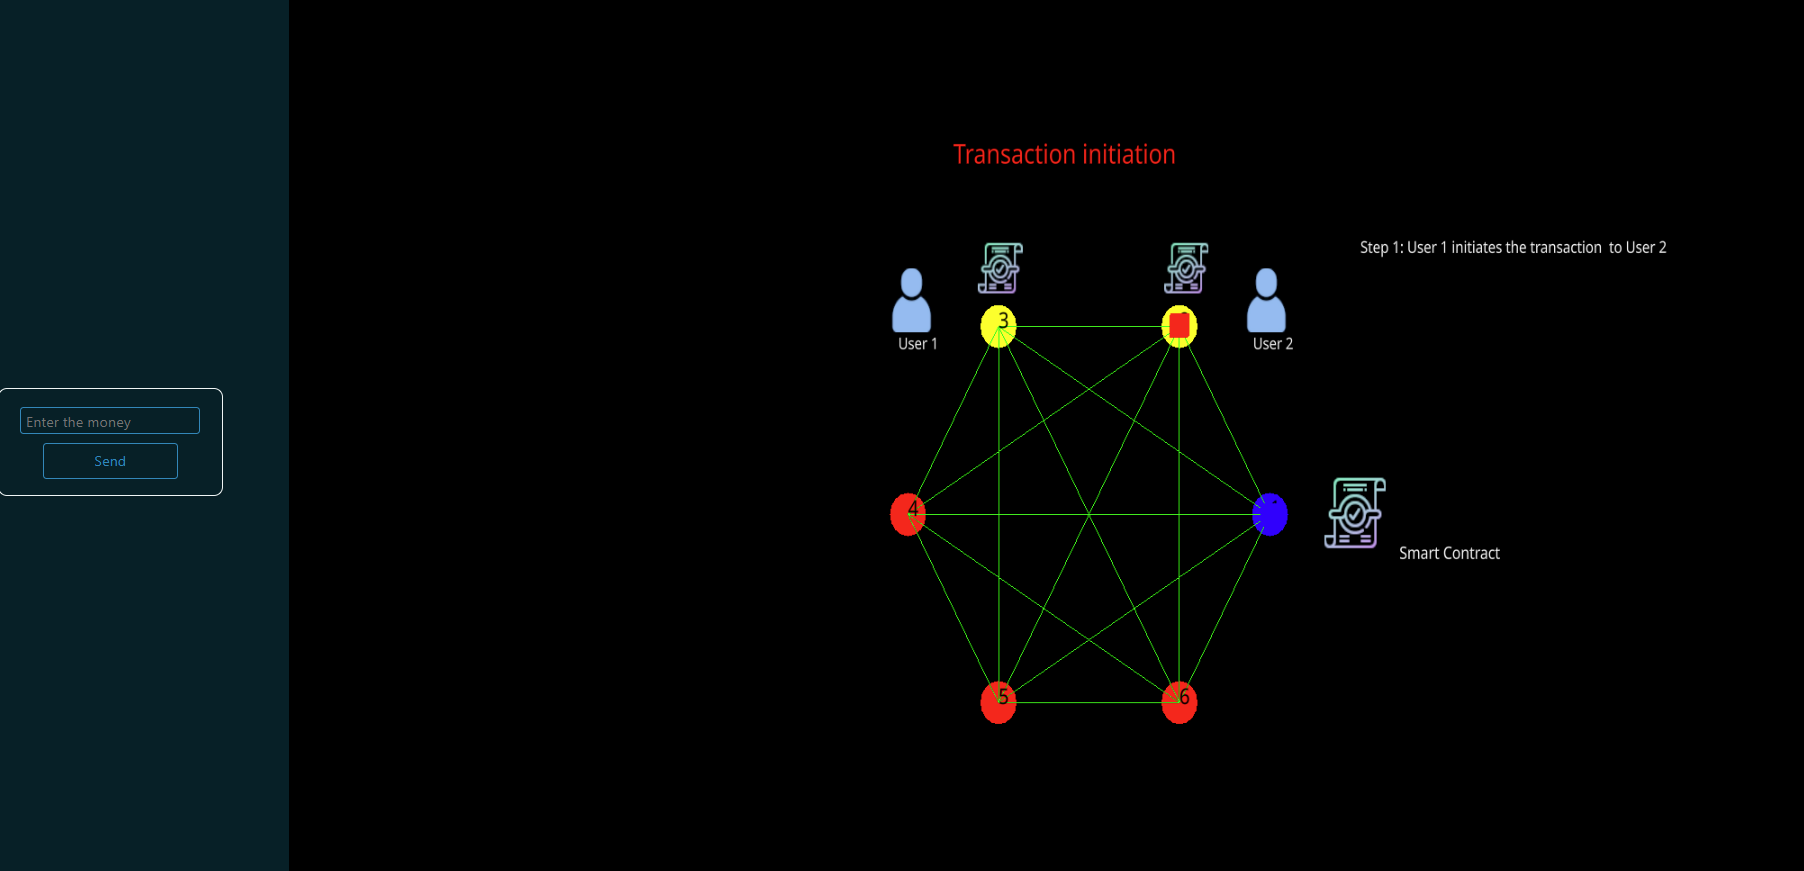 Transaction initiation
Step 1: User 1 initiates the transaction  to User 2
3
User 1
User 2
Enter the money
Send
4
Smart Contract
5
6